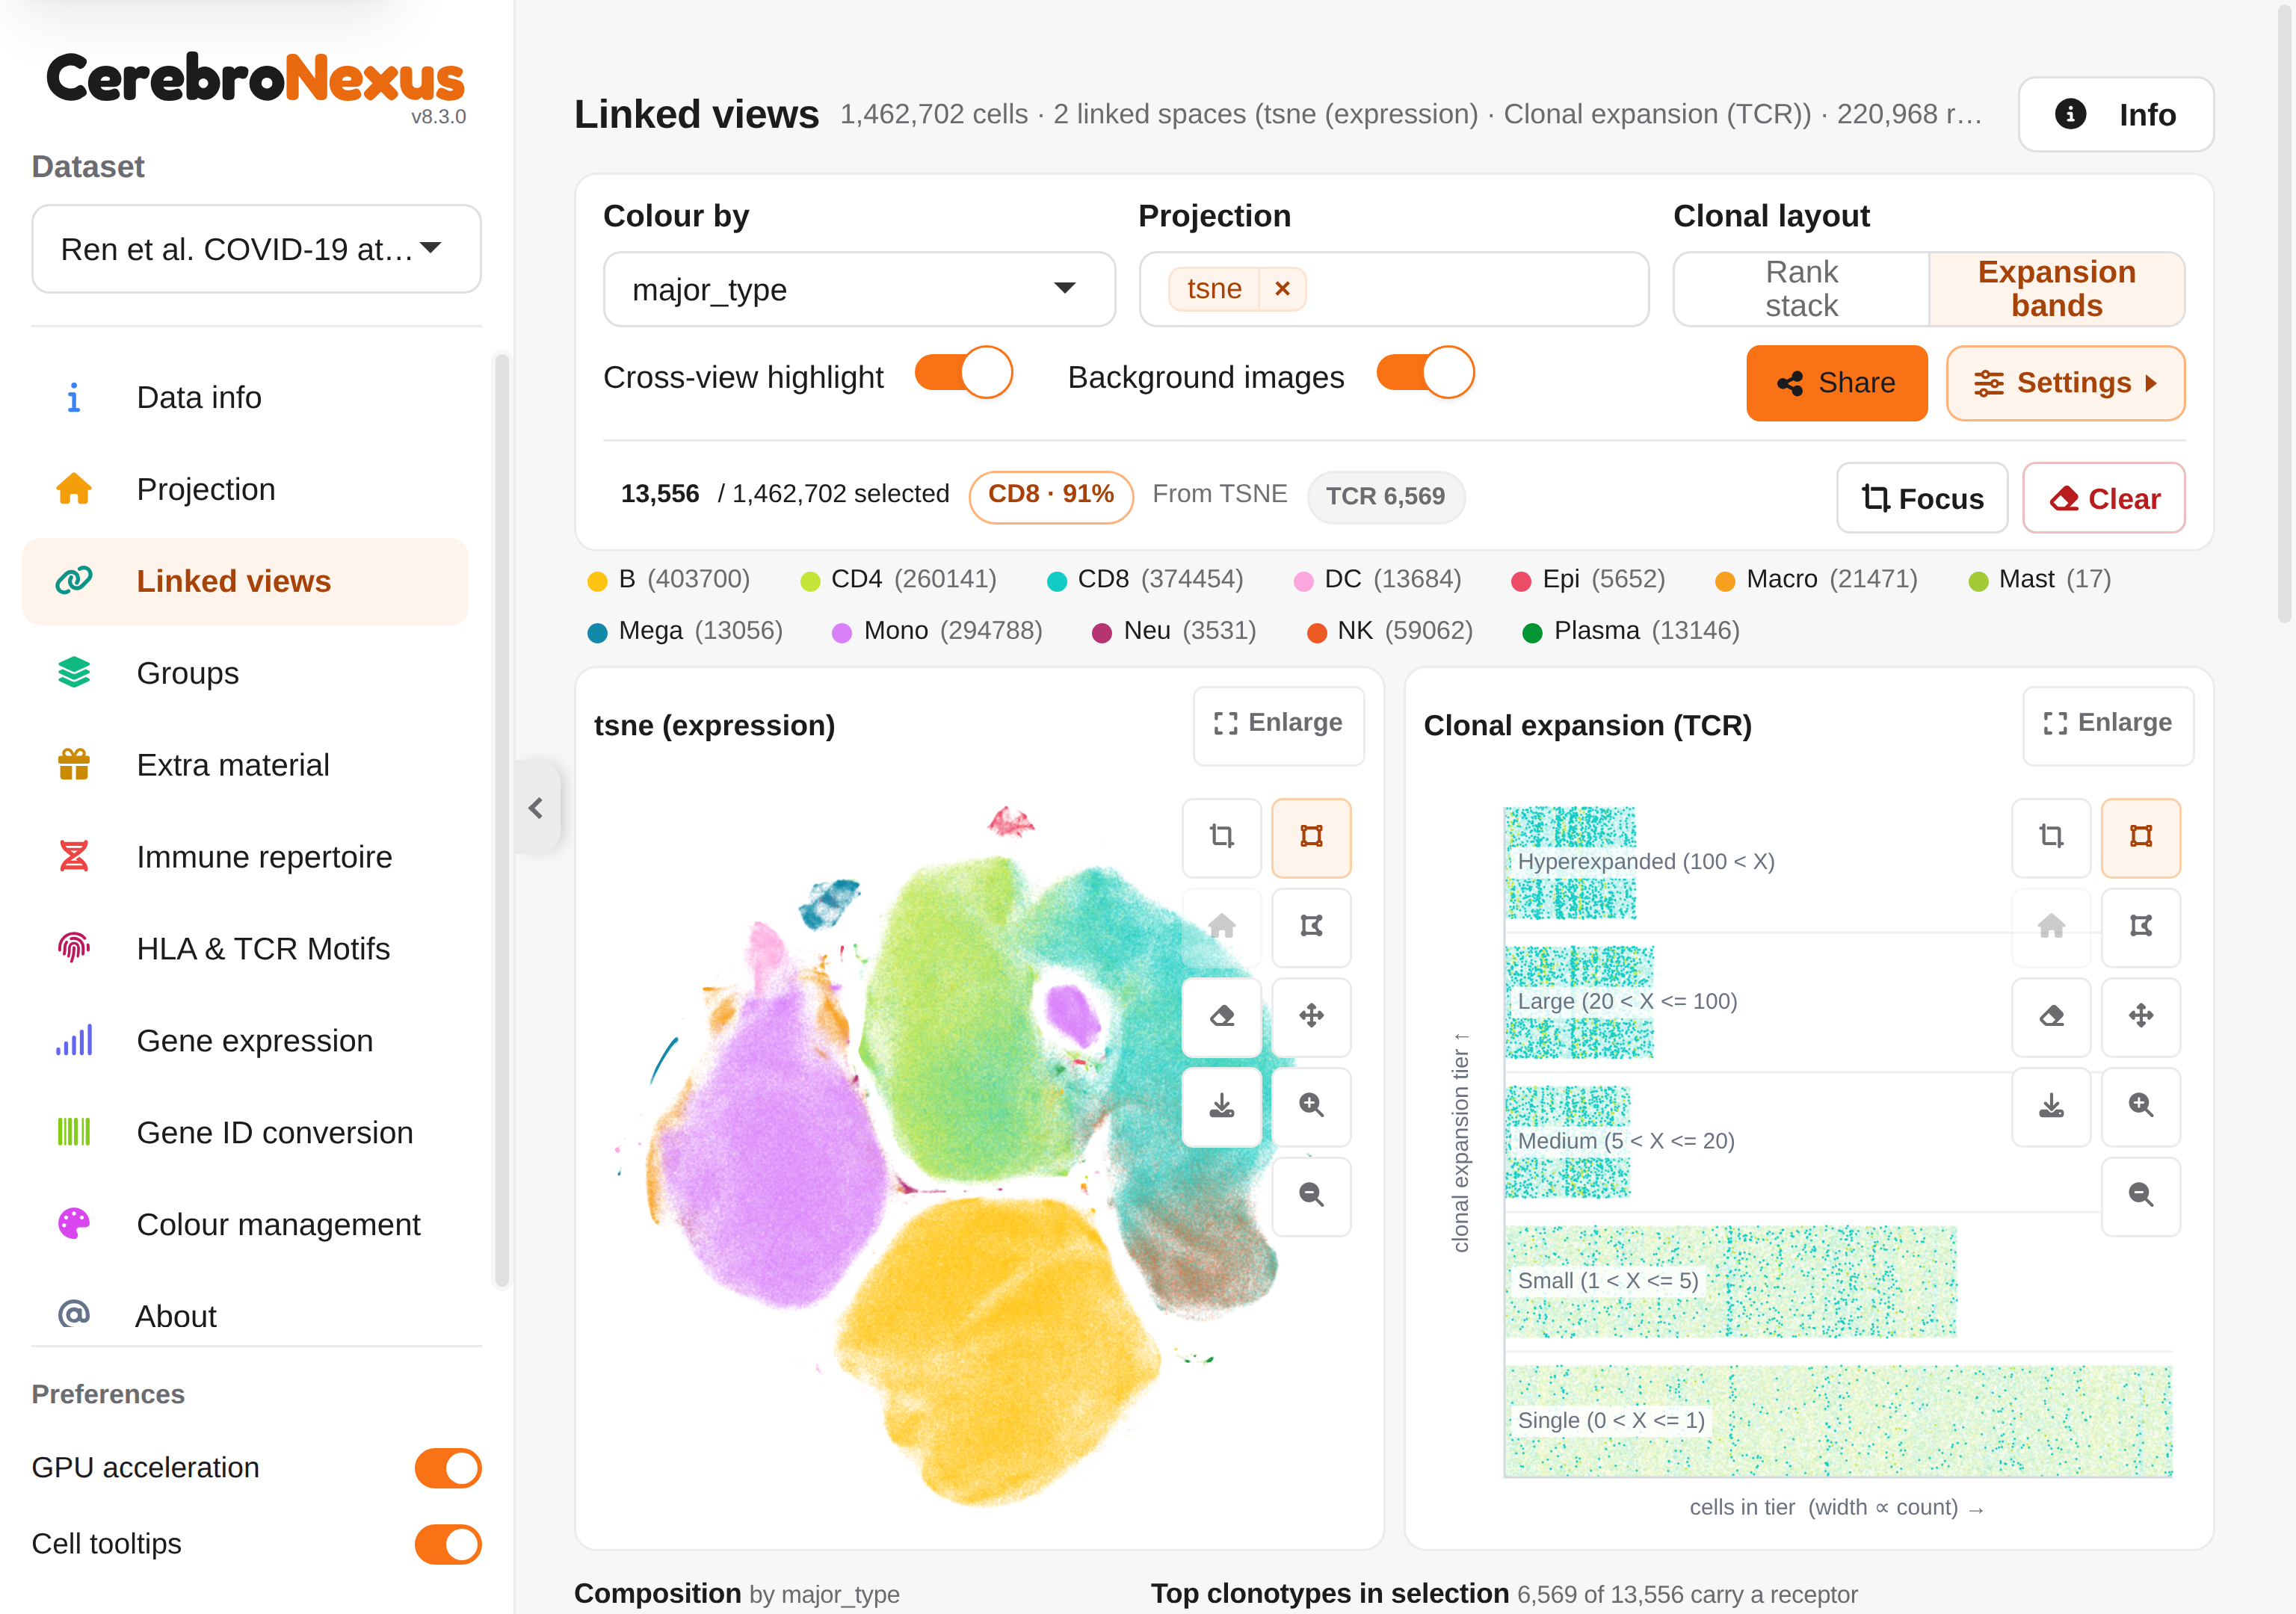 CerebroNexus
v8.3.0
Dataset
Ren et al. COVID-19 at…
Data info
Projection
Linked views
Groups
Extra material
Immune repertoire
HLA & TCR Motifs
Gene expression
Gene ID conversion
Colour management
About
Preferences
GPU acceleration
Cell tooltips
Linked views 1,462,702 cells · 2 linked spaces (tsne (expression) · Clonal expansion (TCR)) · 220,968 r…
Info
Colour by
major_type
Projection
tsne ×
Clonal layout
Rank stack
Expansion bands
Cross-view highlight
Background images
Share
Settings
13,556 / 1,462,702 selected CD8 · 91% From TSNE TCR 6,569
Focus
Clear
B (403700) CD4 (260141) CD8 (374454) DC (13684) Epi (5652) Macro (21471) Mast (17)
Mega (13056) Mono (294788) Neu (3531) NK (59062) Plasma (13146)
tsne (expression)
Enlarge
Clonal expansion (TCR)
Enlarge
Hyperexpanded (100 < X)
Large (20 < X <= 100)
Medium (5 < X <= 20)
Small (1 < X <= 5)
Single (0 < X <= 1)
clonal expansion tier ↑
cells in tier (width ∝ count) →
Composition by major_type
Top clonotypes in selection 6,569 of 13,556 carry a receptor